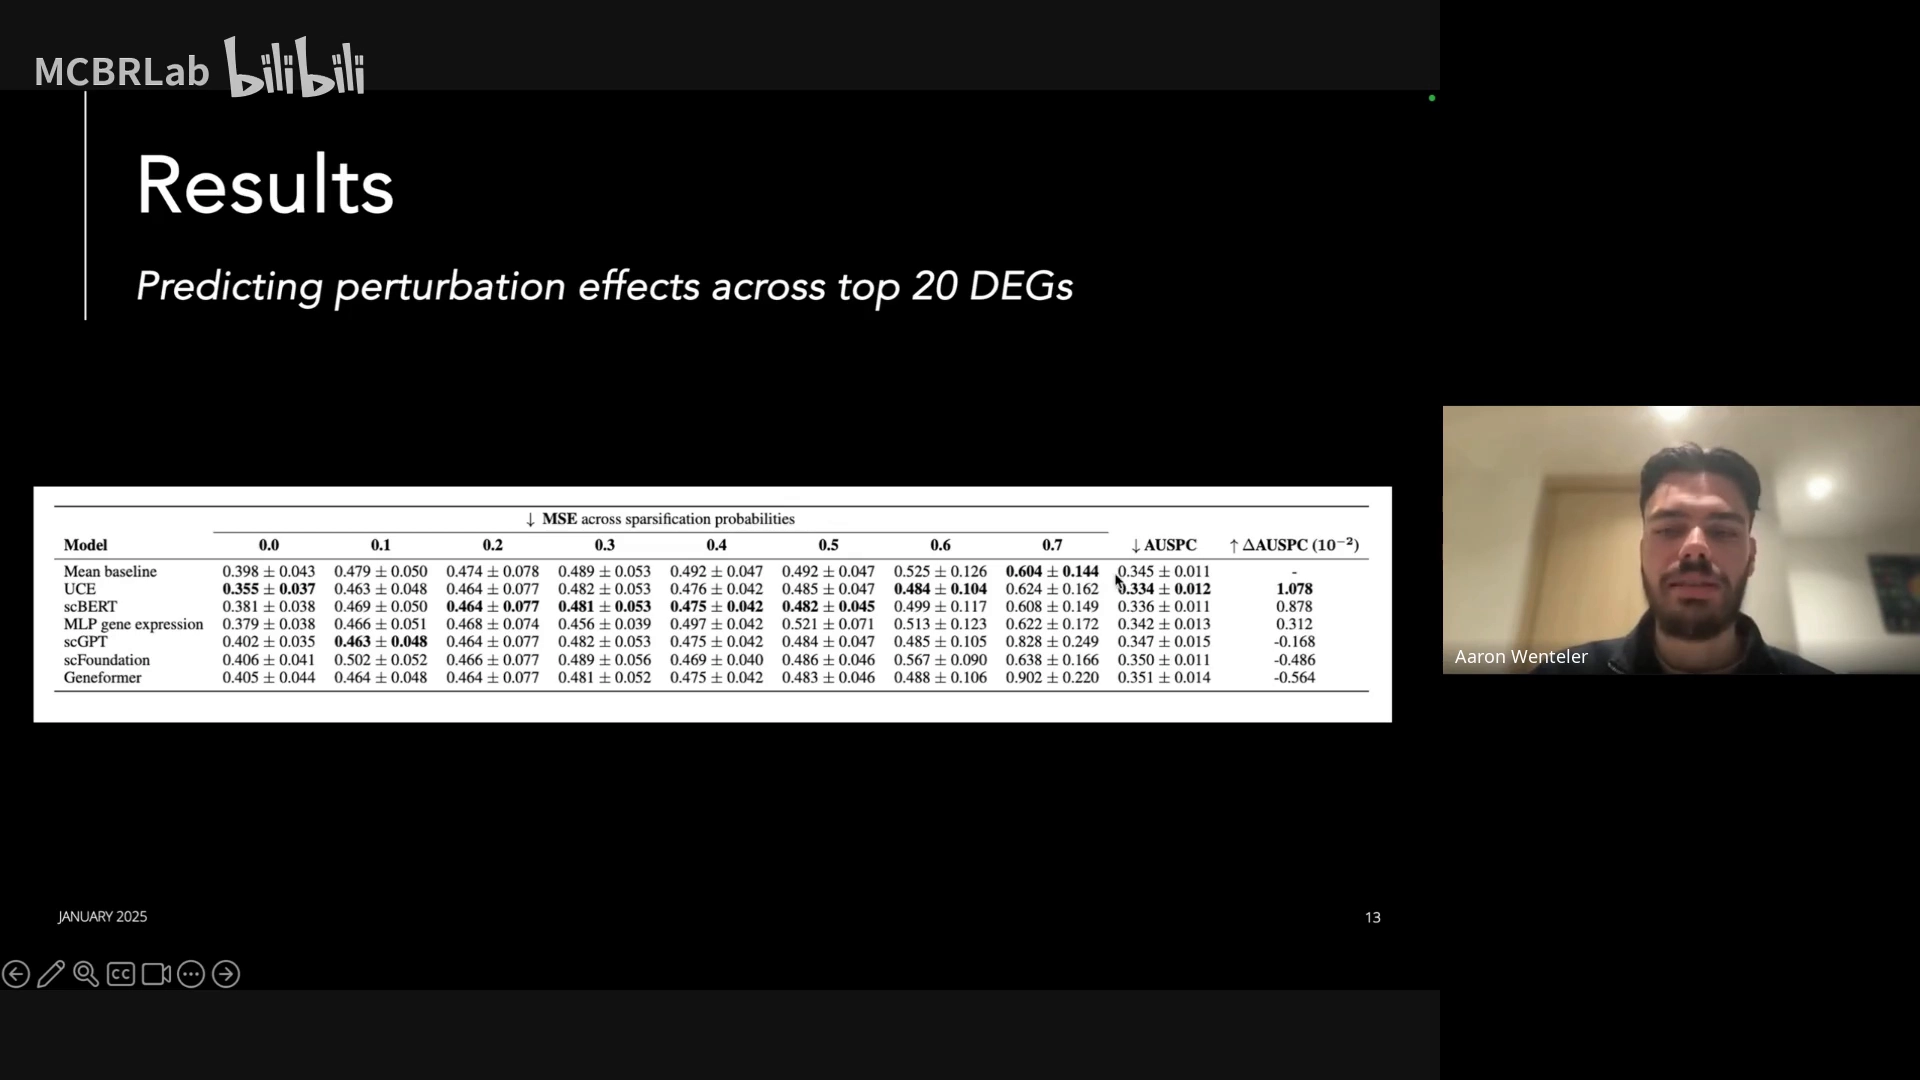 MCBRLab bilibili
Results
Predicting perturbation effects across top 20 DEGs
↓ MSE across sparsification probabilities
Model 0.0 0.1 0.2 0.3 0.4 0.5 0.6 0.7 ↓ AUSPC ↑ ΔAUSPC (10⁻²)
Mean baseline 0.398 ± 0.043 0.479 ± 0.050 0.474 ± 0.078 0.489 ± 0.053 0.492 ± 0.047 0.492 ± 0.047 0.525 ± 0.126 0.604 ± 0.144 0.345 ± 0.011 -
UCE 0.355 ± 0.037 0.463 ± 0.048 0.464 ± 0.077 0.482 ± 0.053 0.476 ± 0.042 0.485 ± 0.047 0.484 ± 0.104 0.624 ± 0.162 0.334 ± 0.012 1.078
scBERT 0.381 ± 0.038 0.469 ± 0.050 0.464 ± 0.077 0.481 ± 0.053 0.475 ± 0.042 0.482 ± 0.045 0.499 ± 0.117 0.608 ± 0.149 0.336 ± 0.011 0.878
MLP gene expression 0.379 ± 0.038 0.466 ± 0.051 0.468 ± 0.074 0.456 ± 0.039 0.497 ± 0.042 0.521 ± 0.071 0.513 ± 0.123 0.622 ± 0.172 0.342 ± 0.013 0.312
scGPT 0.402 ± 0.035 0.463 ± 0.048 0.464 ± 0.077 0.482 ± 0.053 0.475 ± 0.042 0.484 ± 0.047 0.485 ± 0.105 0.828 ± 0.249 0.347 ± 0.015 -0.168
scFoundation 0.406 ± 0.041 0.502 ± 0.052 0.466 ± 0.077 0.489 ± 0.056 0.469 ± 0.040 0.486 ± 0.046 0.567 ± 0.090 0.638 ± 0.166 0.350 ± 0.011 -0.486
Geneformer 0.405 ± 0.044 0.464 ± 0.048 0.464 ± 0.077 0.481 ± 0.052 0.475 ± 0.042 0.483 ± 0.046 0.488 ± 0.106 0.902 ± 0.220 0.351 ± 0.014 -0.564
Aaron Wenteler
JANUARY 2025
13
CC